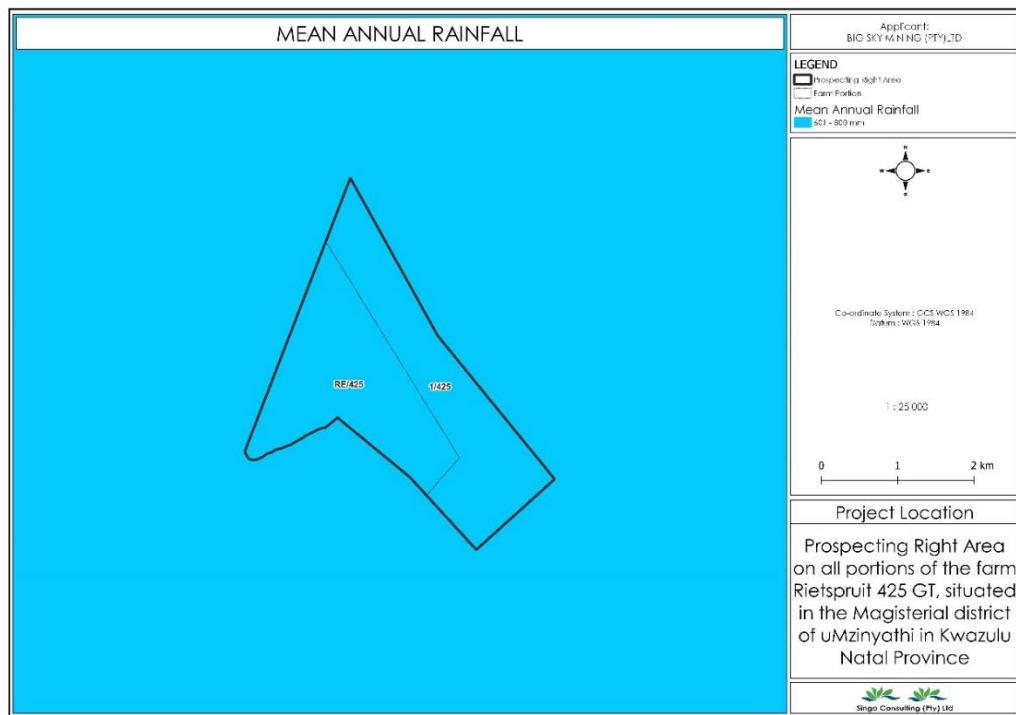 MEAN ANNUAL RAINFALL
Applicant:
BIG SKY MINING (PTY)LTD
LEGEND
Prospecting Right Area
Farm Portion
Mean Annual Rainfall
601 - 800 mm
N
W E
S
RE/425
1/425
Co-ordinate System : GCS WGS 1984
Datum : WGS 1984
1 : 25 000
0 1 2 km
Project Location
Prospecting Right Area
on all portions of the farm
Rietspruit 425 GT, situated
in the Magisterial district
of uMzinyathi in Kwazulu
Natal Province
Singo Consulting (Pty) Ltd